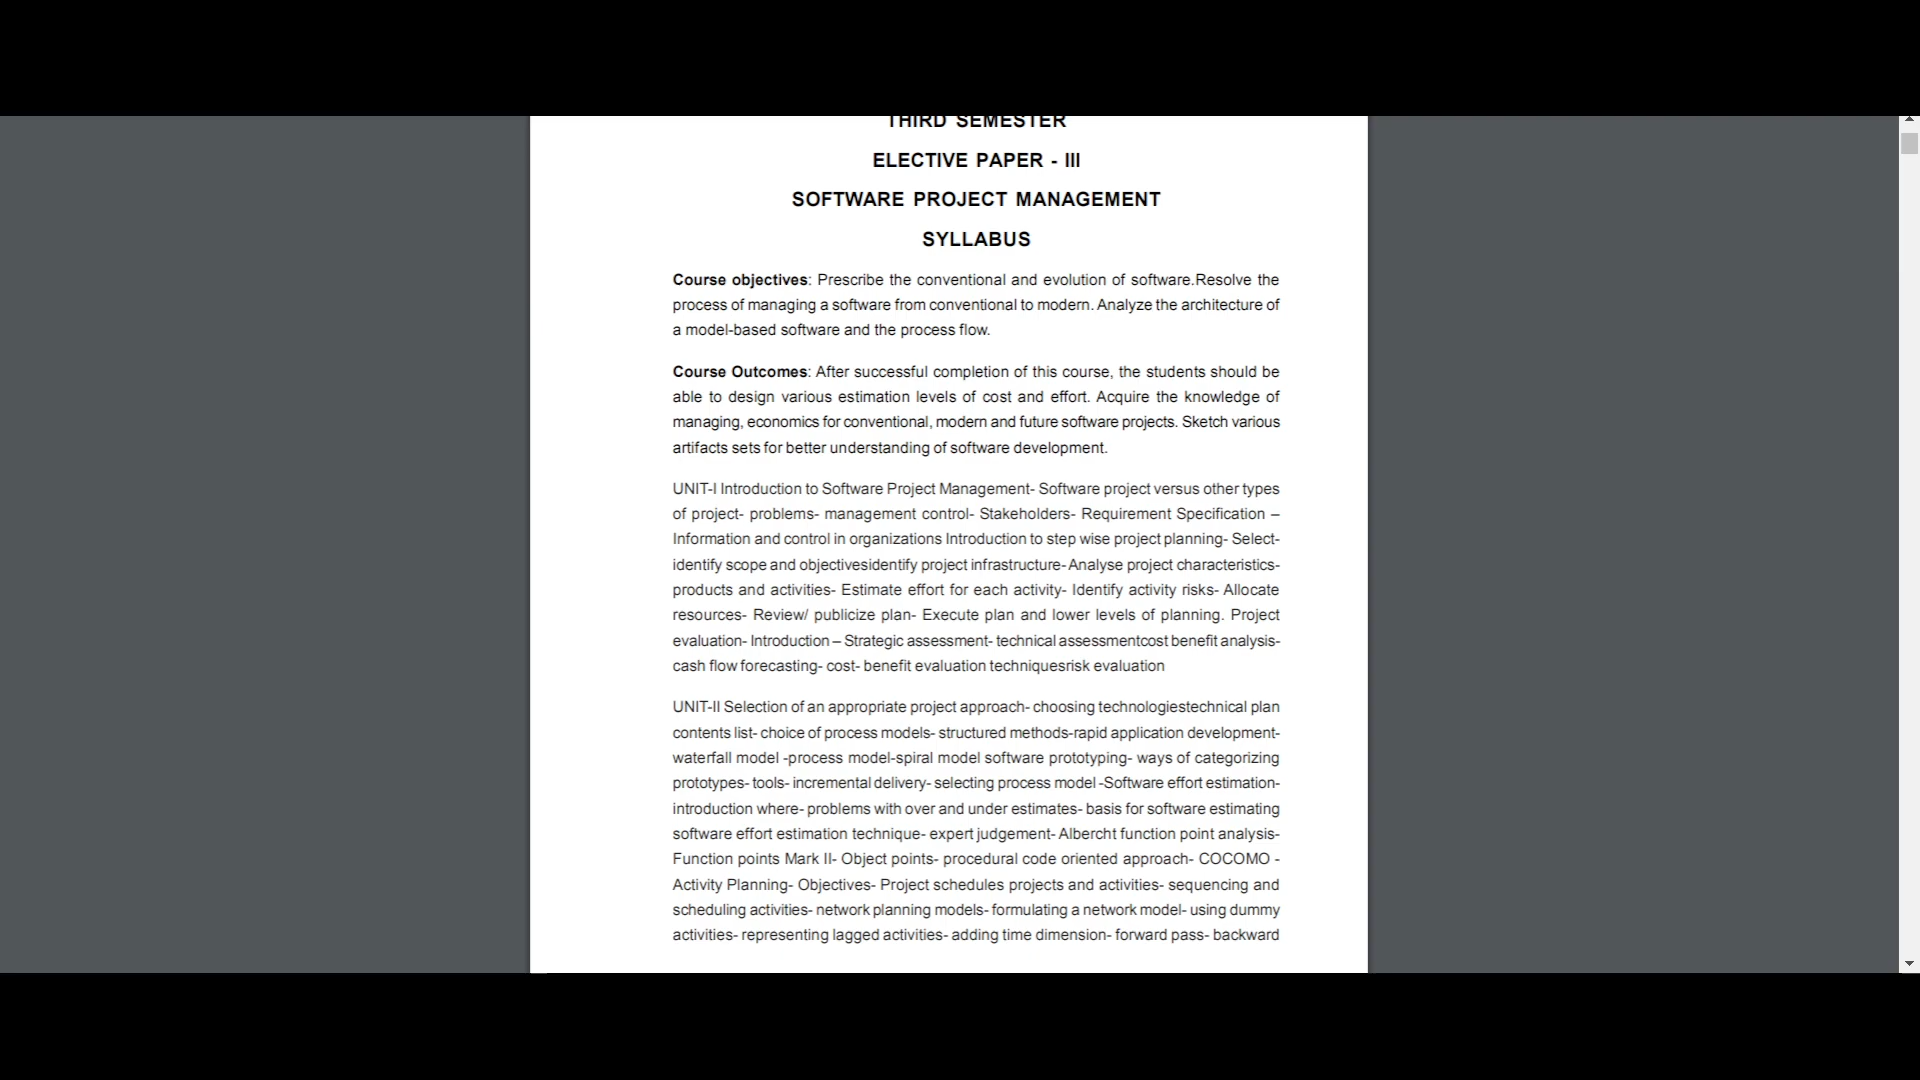 THIRD SEMESTER
ELECTIVE PAPER - III
SOFTWARE PROJECT MANAGEMENT
SYLLABUS
Course objectives: Prescribe the conventional and evolution of software.Resolve the
process of managing a software from conventional to modern. Analyze the architecture of
a model-based software and the process flow.
Course Outcomes: After successful completion of this course, the students should be
able to design various estimation levels of cost and effort. Acquire the knowledge of
managing, economics for conventional, modern and future software projects. Sketch various
artifacts sets for better understanding of software development.
UNIT-I Introduction to Software Project Management- Software project versus other types
of project- problems- management control- Stakeholders- Requirement Specification –
Information and control in organizations Introduction to step wise project planning- Select-
identify scope and objectivesidentify project infrastructure- Analyse project characteristics-
products and activities- Estimate effort for each activity- Identify activity risks- Allocate
resources- Review/ publicize plan- Execute plan and lower levels of planning. Project
evaluation- Introduction – Strategic assessment- technical assessmentcost benefit analysis-
cash flow forecasting- cost- benefit evaluation techniquesrisk evaluation
UNIT-II Selection of an appropriate project approach- choosing technologiestechnical plan
contents list- choice of process models- structured methods-rapid application development-
waterfall model -process model-spiral model software prototyping- ways of categorizing
prototypes- tools- incremental delivery- selecting process model -Software effort estimation-
introduction where- problems with over and under estimates- basis for software estimating
software effort estimation technique- expert judgement- Albercht function point analysis-
Function points Mark II- Object points- procedural code oriented approach- COCOMO -
Activity Planning- Objectives- Project schedules projects and activities- sequencing and
scheduling activities- network planning models- formulating a network model- using dummy
activities- representing lagged activities- adding time dimension- forward pass- backward